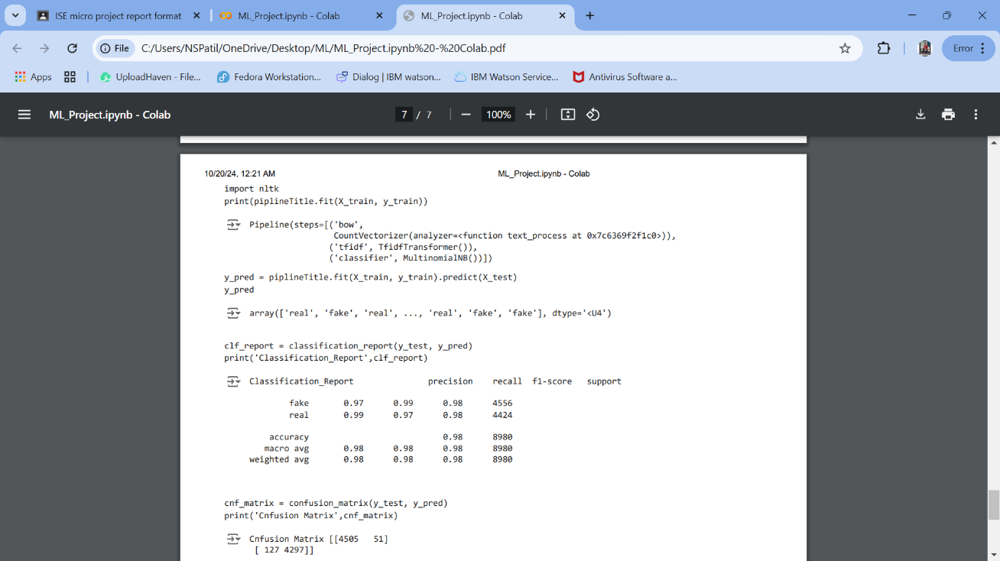 ISE micro project report format
ML_Project.ipynb - Colab
ML_Project.ipynb - Colab
File
C:/Users/NSPatil/OneDrive/Desktop/ML/ML_Project.ipynb%20-%20Colab.pdf
Error
Apps
UploadHaven - File...
Fedora Workstation...
Dialog | IBM watson...
IBM Watson Service...
Antivirus Software a...
ML_Project.ipynb - Colab
7 / 7
100%
10/20/24, 12:21 AM ML_Project.ipynb - Colab
import nltk
print(piplineTitle.fit(X_train, y_train))
Pipeline(steps=[('bow',
CountVectorizer(analyzer=<function text_process at 0x7c6369f2f1c0>)),
('tfidf', TfidfTransformer()),
('classifier', MultinomialNB())])
y_pred = piplineTitle.fit(X_train, y_train).predict(X_test)
y_pred
array(['real', 'fake', 'real', ..., 'real', 'fake', 'fake'], dtype='<U4')
clf_report = classification_report(y_test, y_pred)
print('Classification_Report',clf_report)
Classification_Report precision recall f1-score support
fake 0.97 0.99 0.98 4556
real 0.99 0.97 0.98 4424
accuracy 0.98 8980
macro avg 0.98 0.98 0.98 8980
weighted avg 0.98 0.98 0.98 8980
cnf_matrix = confusion_matrix(y_test, y_pred)
print('Cnfusion Matrix',cnf_matrix)
Cnfusion Matrix [[4505 51]
[ 127 4297]]